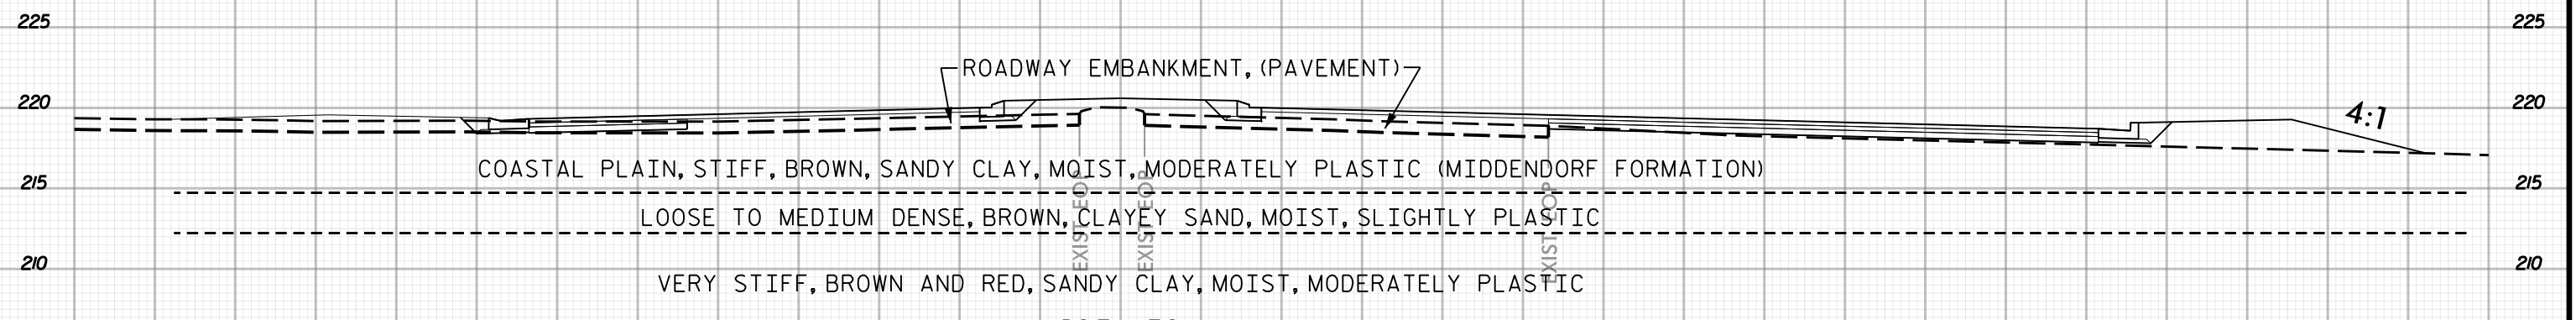 225 225
ROADWAY EMBANKMENT, (PAVEMENT)
220 220
4:1
COASTAL PLAIN, STIFF, BROWN, SANDY CLAY, MOIST, MODERATELY PLASTIC (MIDDENDORF FORMATION)
215 215
EXIST EOP
EXIST EOP
EXIST EOP
LOOSE TO MEDIUM DENSE, BROWN, CLAYEY SAND, MOIST, SLIGHTLY PLASTIC
210 210
VERY STIFF, BROWN AND RED, SANDY CLAY, MOIST, MODERATELY PLASTIC